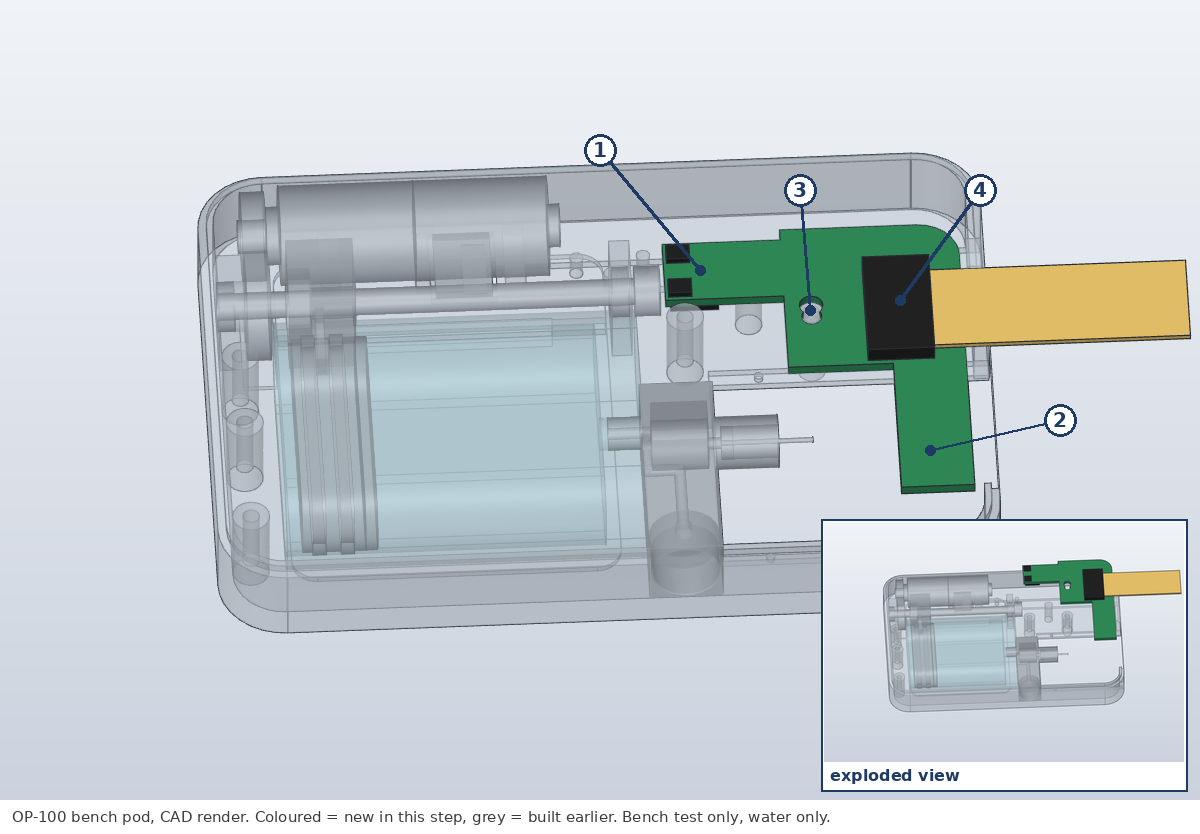 1
3
4
2
exploded view
OP-100 bench pod, CAD render. Coloured = new in this step, grey = built earlier. Bench test only, water only.